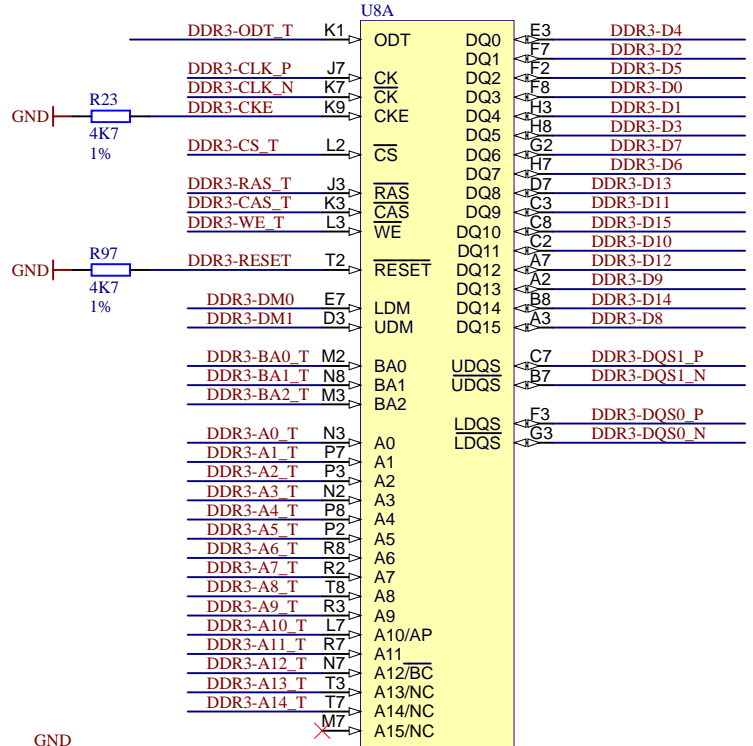 U8A
DDR3-ODT_T K1 ODT DQ0 E3 DDR3-D4
DQ1 F7 DDR3-D2
DDR3-CLK_P J7 CK DQ2 F2 DDR3-D5
DDR3-CLK_N K7 CK DQ3 F8 DDR3-D0
GND R23 4K7 1% DDR3-CKE K9 CKE DQ4 H3 DDR3-D1
DQ5 H8 DDR3-D3
DDR3-CS_T L2 CS DQ6 G2 DDR3-D7
DQ7 H7 DDR3-D6
DDR3-RAS_T J3 RAS DQ8 D7 DDR3-D13
DDR3-CAS_T K3 CAS DQ9 C3 DDR3-D11
DDR3-WE_T L3 WE DQ10 C8 DDR3-D15
DQ11 C2 DDR3-D10
GND R97 4K7 1% DDR3-RESET T2 RESET DQ12 A7 DDR3-D12
DQ13 A2 DDR3-D9
DDR3-DM0 E7 LDM DQ14 B8 DDR3-D14
DDR3-DM1 D3 UDM DQ15 A3 DDR3-D8
DDR3-BA0_T M2 BA0 UDQS C7 DDR3-DQS1_P
DDR3-BA1_T N8 BA1 UDQS B7 DDR3-DQS1_N
DDR3-BA2_T M3 BA2
LDQS F3 DDR3-DQS0_P
DDR3-A0_T N3 A0 LDQS G3 DDR3-DQS0_N
DDR3-A1_T P7 A1
DDR3-A2_T P3 A2
DDR3-A3_T N2 A3
DDR3-A4_T P8 A4
DDR3-A5_T P2 A5
DDR3-A6_T R8 A6
DDR3-A7_T R2 A7
DDR3-A8_T T8 A8
DDR3-A9_T R3 A9
DDR3-A10_T L7 A10/AP
DDR3-A11_T R7 A11
DDR3-A12_T N7 A12/BC
DDR3-A13_T T3 A13/NC
DDR3-A14_T T7 A14/NC
M7 A15/NC
GND